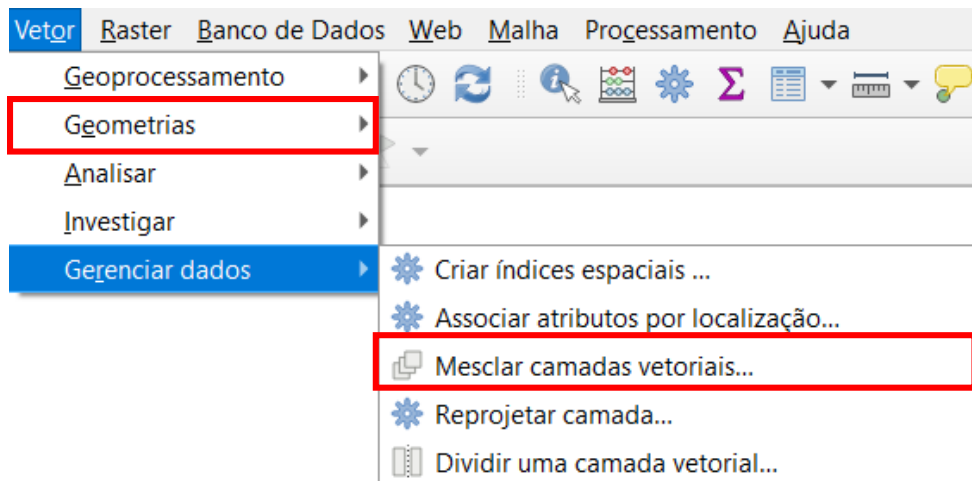 Vetor Raster Banco de Dados Web Malha Processamento Ajuda
Geoprocessamento
Geometrias
Analisar
Investigar
Gerenciar dados
Criar índices espaciais ...
Associar atributos por localização...
Mesclar camadas vetoriais...
Reprojetar camada...
Dividir uma camada vetorial...